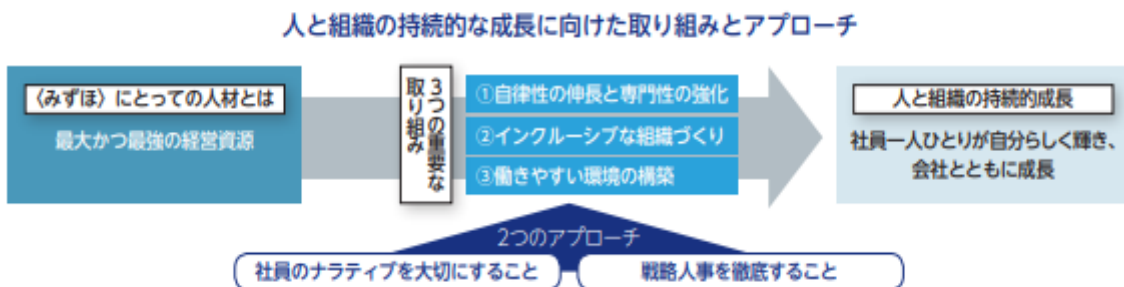 人と組織の持続的な成長に向けた取り組みとアプローチ
〈みずほ〉にとっての人材とは
最大かつ最強の経営資源
3つの重要な
取り組み
①自律性の伸長と専門性の強化
②インクルーシブな組織づくり
③働きやすい環境の構築
人と組織の持続的成長
社員一人ひとりが自分らしく輝き、
会社とともに成長
2つのアプローチ
社員のナラティブを大切にすること
戦略人事を徹底すること